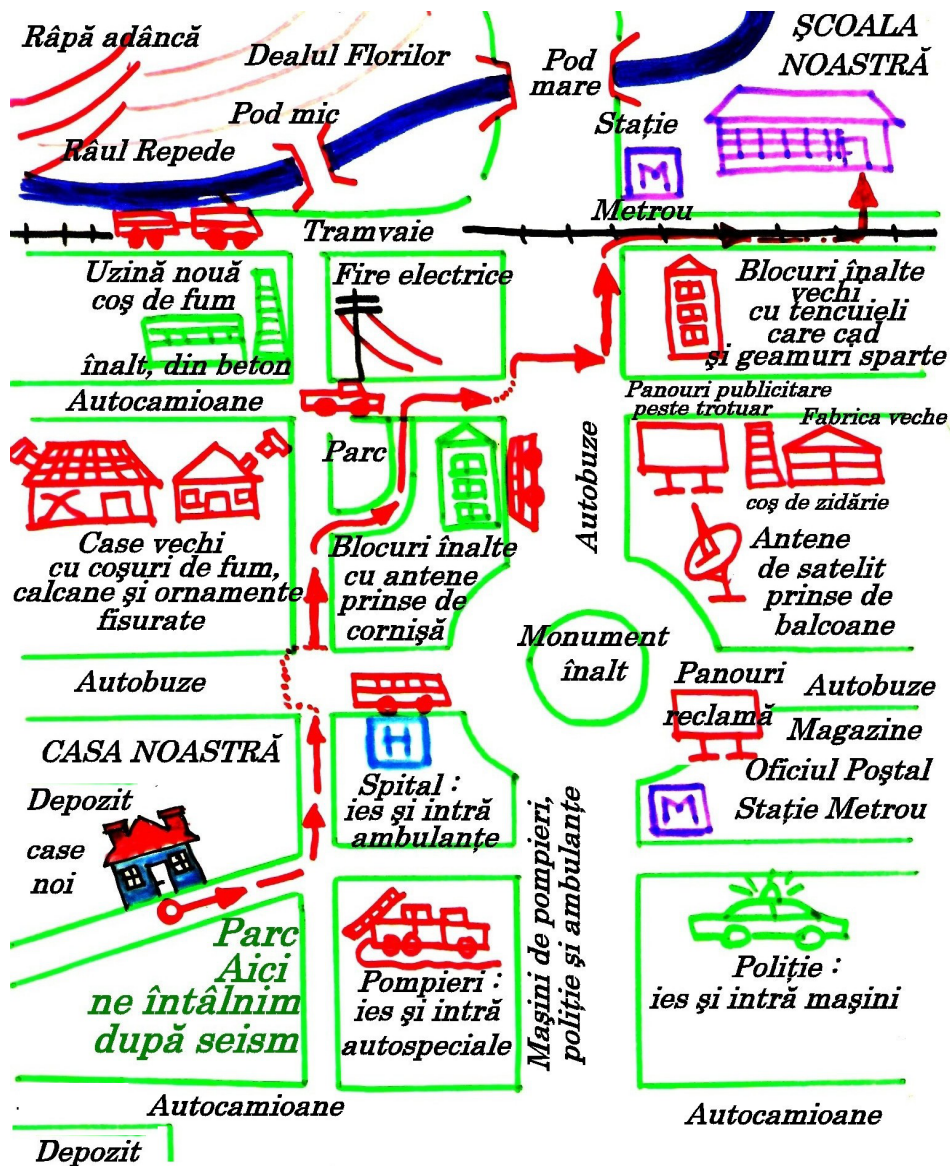 Râpă adâncă
Dealul Florilor
Pod mic
Râul Repede
Pod
mare
ŞCOALA
NOASTRĂ
Staţie
M
Metrou
Tramvaie
Uzină nouă
coş de fum
înalt, din beton
Fire electrice
Blocuri înalte
vechi
cu tencuieli
care cad
şi geamuri sparte
Autocamioane
Parc
Autobuze
Panouri publicitare
peste trotuar
Fabrica veche
coş de zidărie
Case vechi
cu coşuri de fum,
calcane şi ornamente
fisurate
Blocuri înalte
cu antene
prinse de
cornişă
Antene
de satelit
prinse de
balcoane
Monument
înalt
Autobuze
Panouri
reclamă
Autobuze
Magazine
Oficiul Poştal
M
Staţie Metrou
CASA NOASTRĂ
Depozit
case
noi
H
Spital :
ies şi intră
ambulanţe
Maşini de pompieri,
poliţie şi ambulanţe
Parc
Aici
ne întâlnim
după seism
Pompieri :
ies şi intră
autospeciale
Poliţie :
ies şi intră maşini
Autocamioane
Autocamioane
Depozit